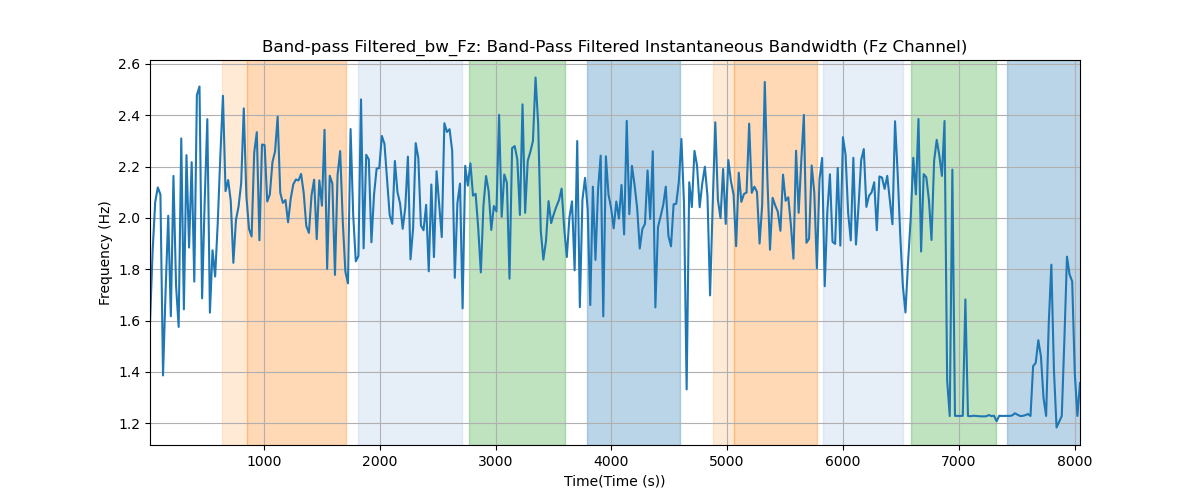 Band-pass Filtered_bw_Fz: Band-Pass Filtered Instantaneous Bandwidth (Fz Channel)
Frequency (Hz)
2.6
2.4
2.2
2.0
1.8
1.6
1.4
1.2
1000 2000 3000 4000 5000 6000 7000 8000
Time(Time (s))